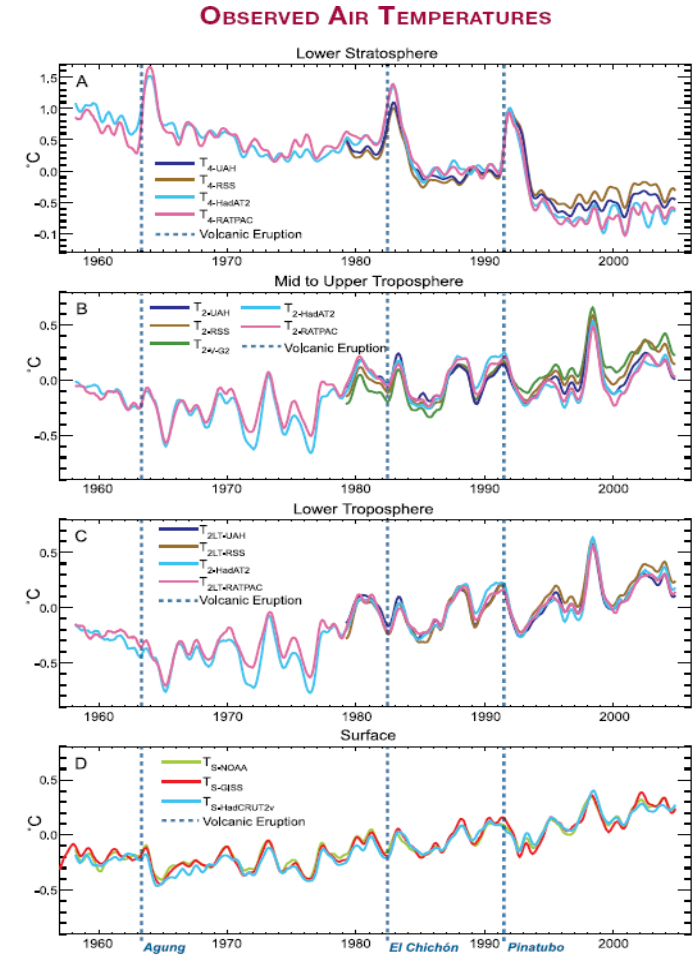 OBSERVED AIR TEMPERATURES
Lower Stratosphere
A
1.5
1.0
0.5
0.0
-0.5
-0.1
°C
T4-UAH
T4-RSS
T4-HadAT2
T4-RATPAC
Volcanic Eruption
1960 1970 1980 1990 2000
Mid to Upper Troposphere
B
0.5
0.0
-0.5
°C
T2-UAH T2-HadAT2
T2-RSS T2-RATPAC
T2-V-G2 Volcanic Eruption
1960 1970 1980 1990 2000
Lower Troposphere
C
0.5
0.0
-0.5
°C
T2LT-UAH
T2LT-RSS
T2-HadAT2
T2LT-RATPAC
Volcanic Eruption
1960 1970 1980 1990 2000
Surface
D
0.5
0.0
-0.5
°C
TS-NOAA
TS-GISS
TS-HadCRUT2v
Volcanic Eruption
1960 1970 1980 1990 2000
Agung El Chichón Pinatubo